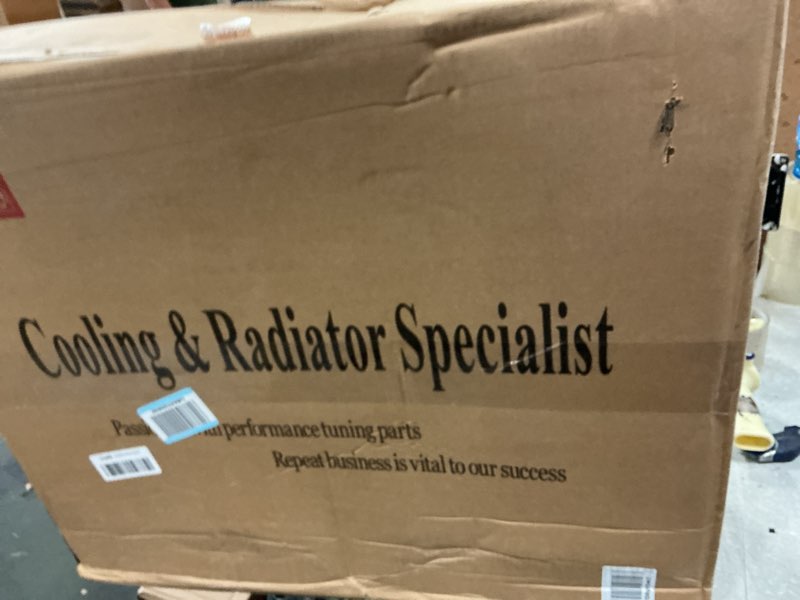 Cooling & Radiator Specialist
performance tuning parts
Repeat business is vital to our success